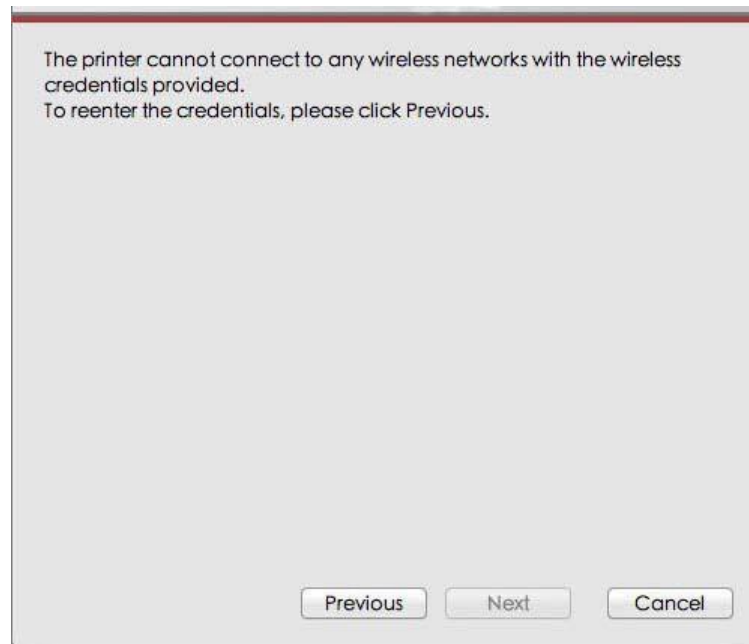 The printer cannot connect to any wireless networks with the wireless
credentials provided.
To reenter the credentials, please click Previous.
Previous Next Cancel